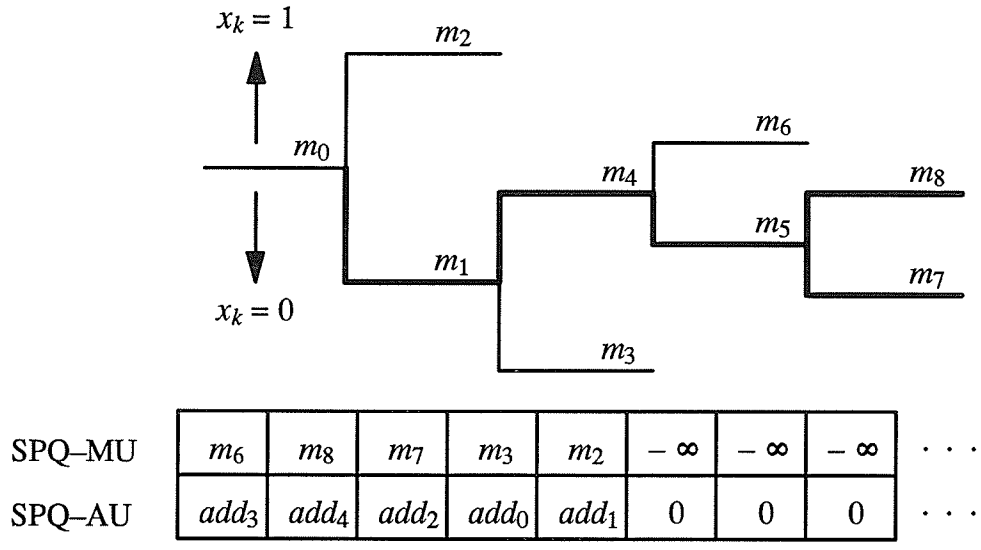 x_k = 1
m_2
m_0
m_6
m_4
m_8
m_5
m_1
m_7
x_k = 0
m_3
SPQ–MU m_6 m_8 m_7 m_3 m_2 – ∞ – ∞ – ∞ · · ·
SPQ–AU add_3 add_4 add_2 add_0 add_1 0 0 0 · · ·